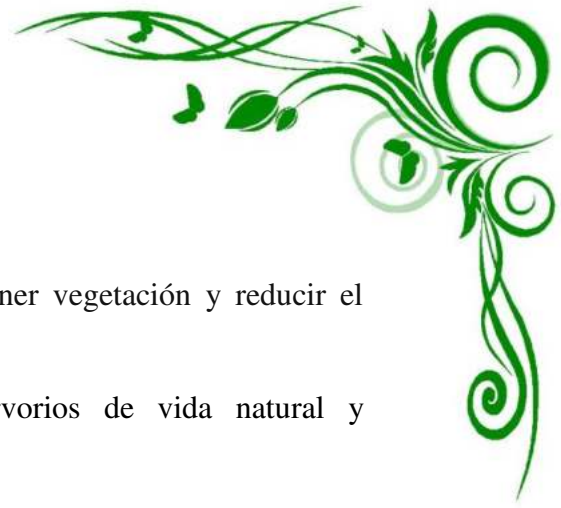 ner vegetación y reducir el
vorios de vida natural y